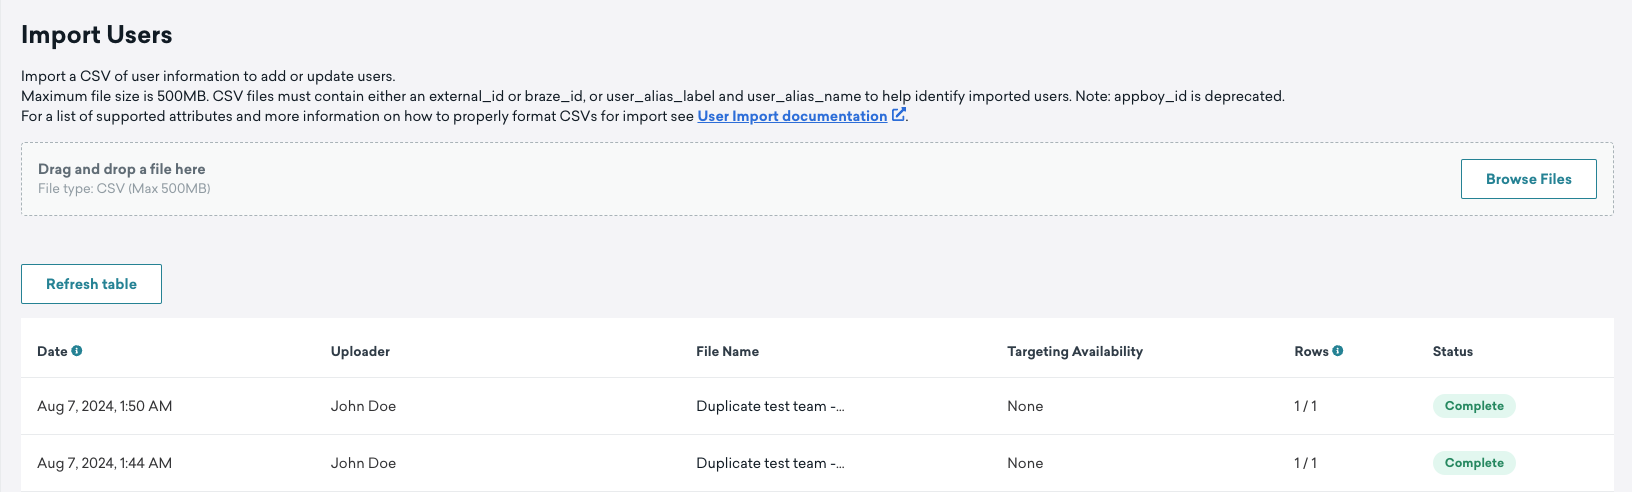 Import Users
Import a CSV of user information to add or update users.
Maximum file size is 500MB. CSV files must contain either an external_id or braze_id, or user_alias_label and user_alias_name to help identify imported users. Note: appboy_id is deprecated.
For a list of supported attributes and more information on how to properly format CSVs for import see User Import documentation.
Drag and drop a file here
File type: CSV (Max 500MB)
Browse Files
Refresh table
Date Uploader File Name Targeting Availability Rows Status
Aug 7, 2024, 1:50 AM John Doe Duplicate test team -... None 1 / 1 Complete
Aug 7, 2024, 1:44 AM John Doe Duplicate test team -... None 1 / 1 Complete